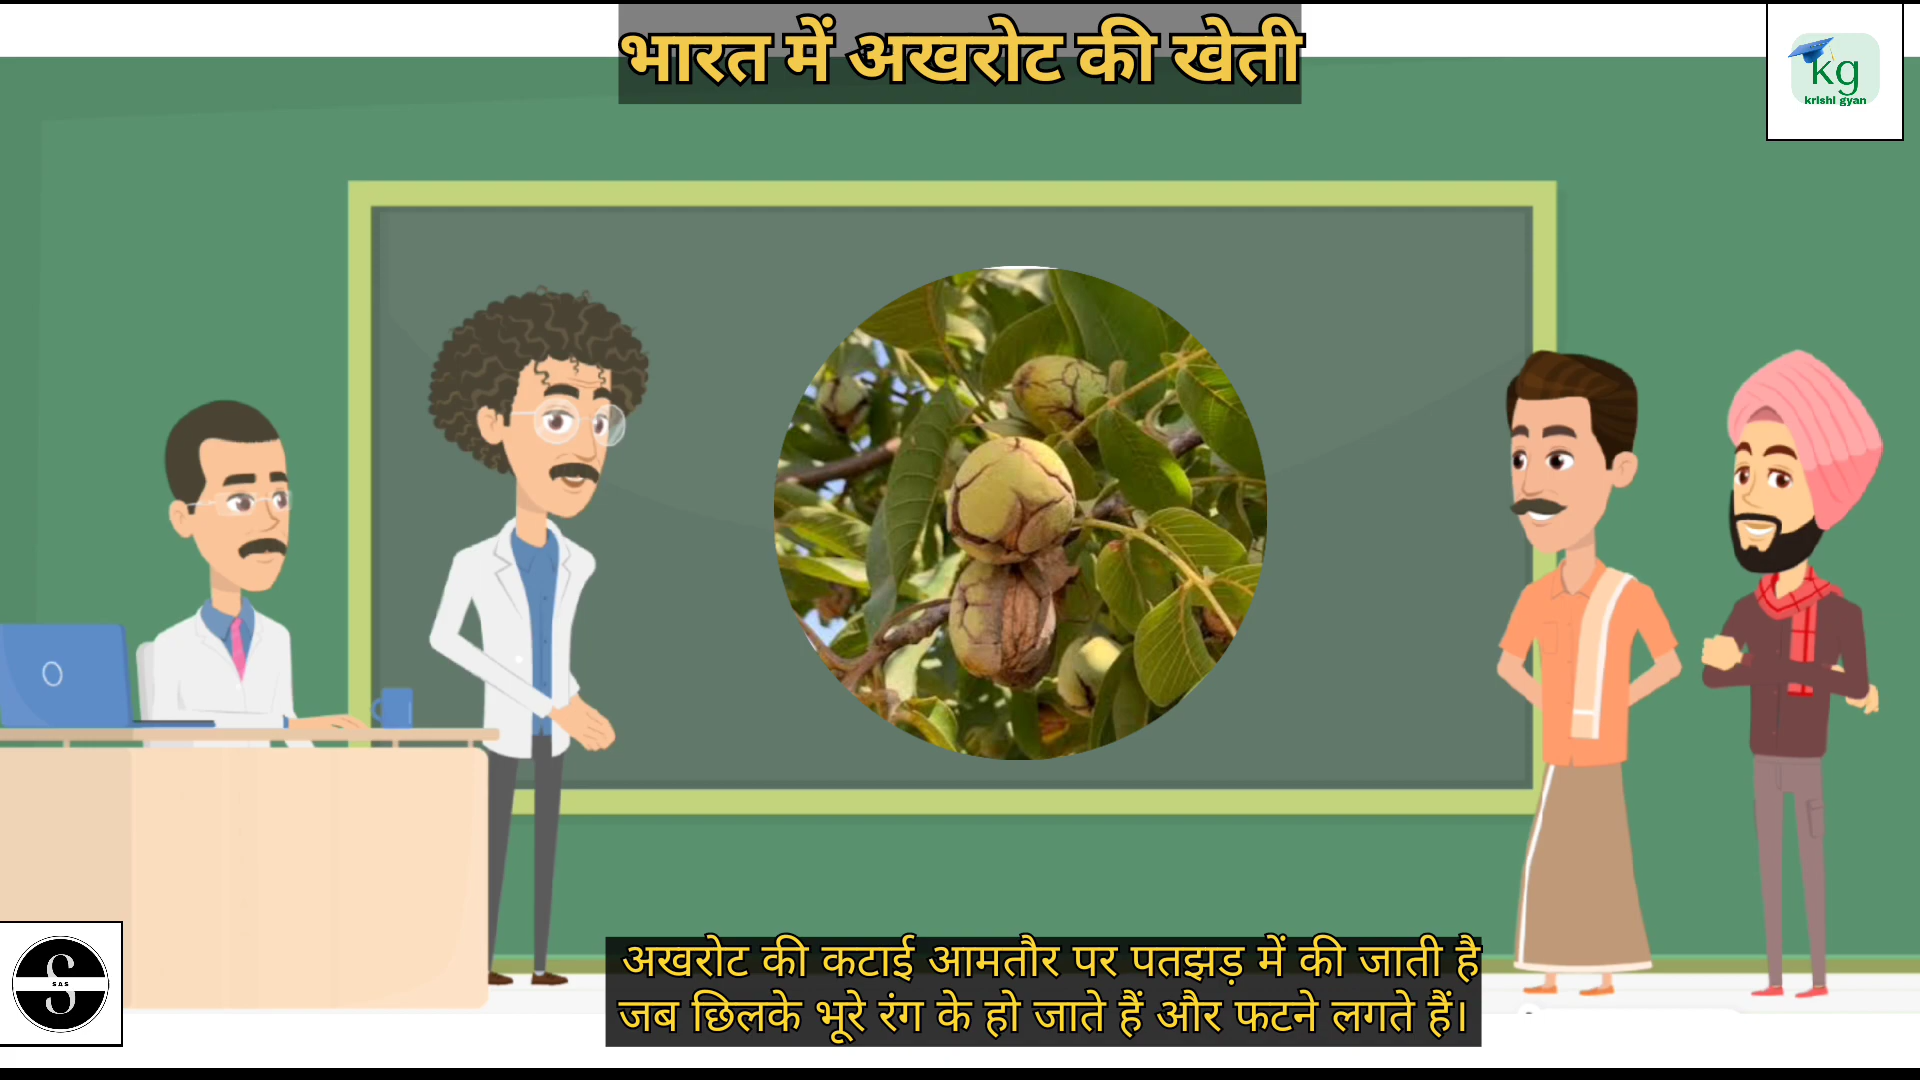 भारत में अखरोट की खेती
kg
krishi gyan
अखरोट की कटाई आमतौर पर पतझड़ में की जाती है
जब छिलके भूरे रंग के हो जाते हैं और फटने लगते हैं।
S
SAS